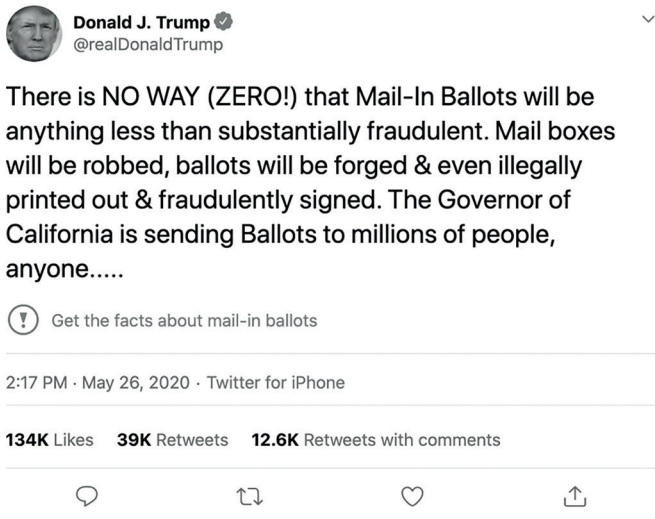 Donald J. Trump
@realDonaldTrump
There is NO WAY (ZERO!) that Mail-In Ballots will be
anything less than substantially fraudulent. Mail boxes
will be robbed, ballots will be forged & even illegally
printed out & fraudulently signed. The Governor of
California is sending Ballots to millions of people,
anyone.....
Get the facts about mail-in ballots
2:17 PM · May 26, 2020 · Twitter for iPhone
134K Likes 39K Retweets 12.6K Retweets with comments